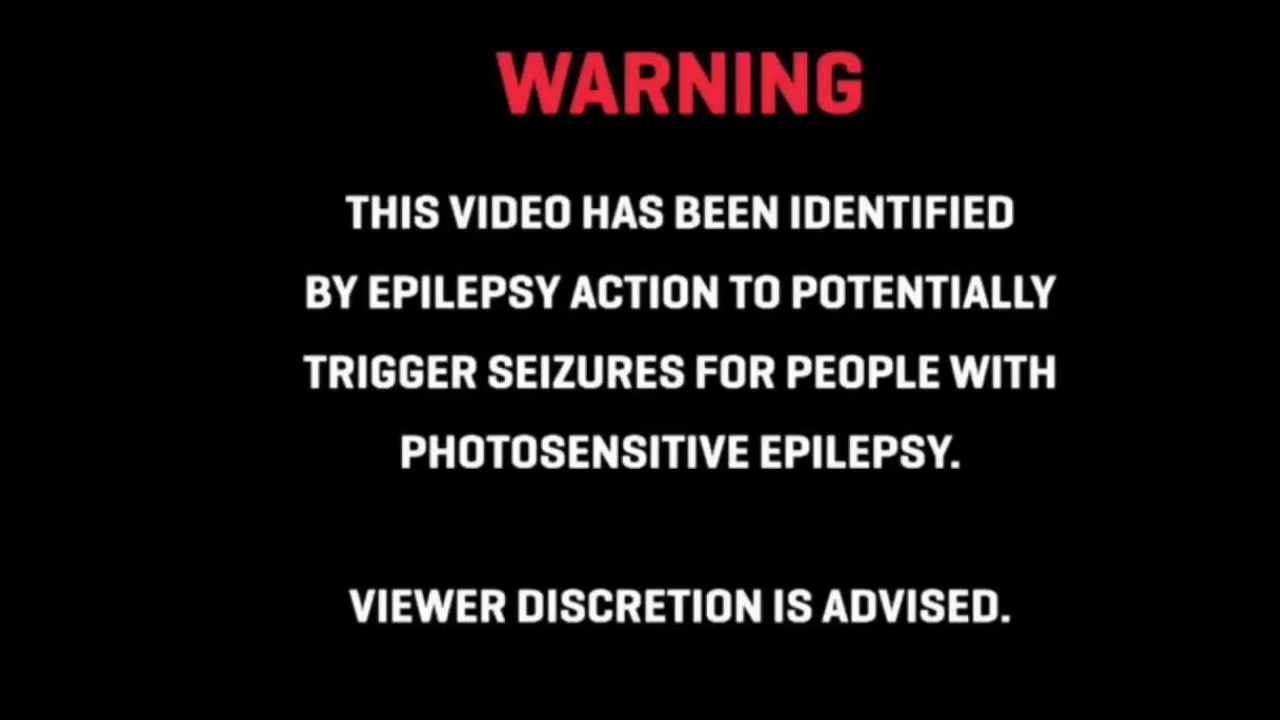 WARNING
THIS VIDEO HAS BEEN IDENTIFIED
BY EPILEPSY ACTION TO POTENTIALLY
TRIGGER SEIZURES FOR PEOPLE WITH
PHOTOSENSITIVE EPILEPSY.
VIEWER DISCRETION IS ADVISED.